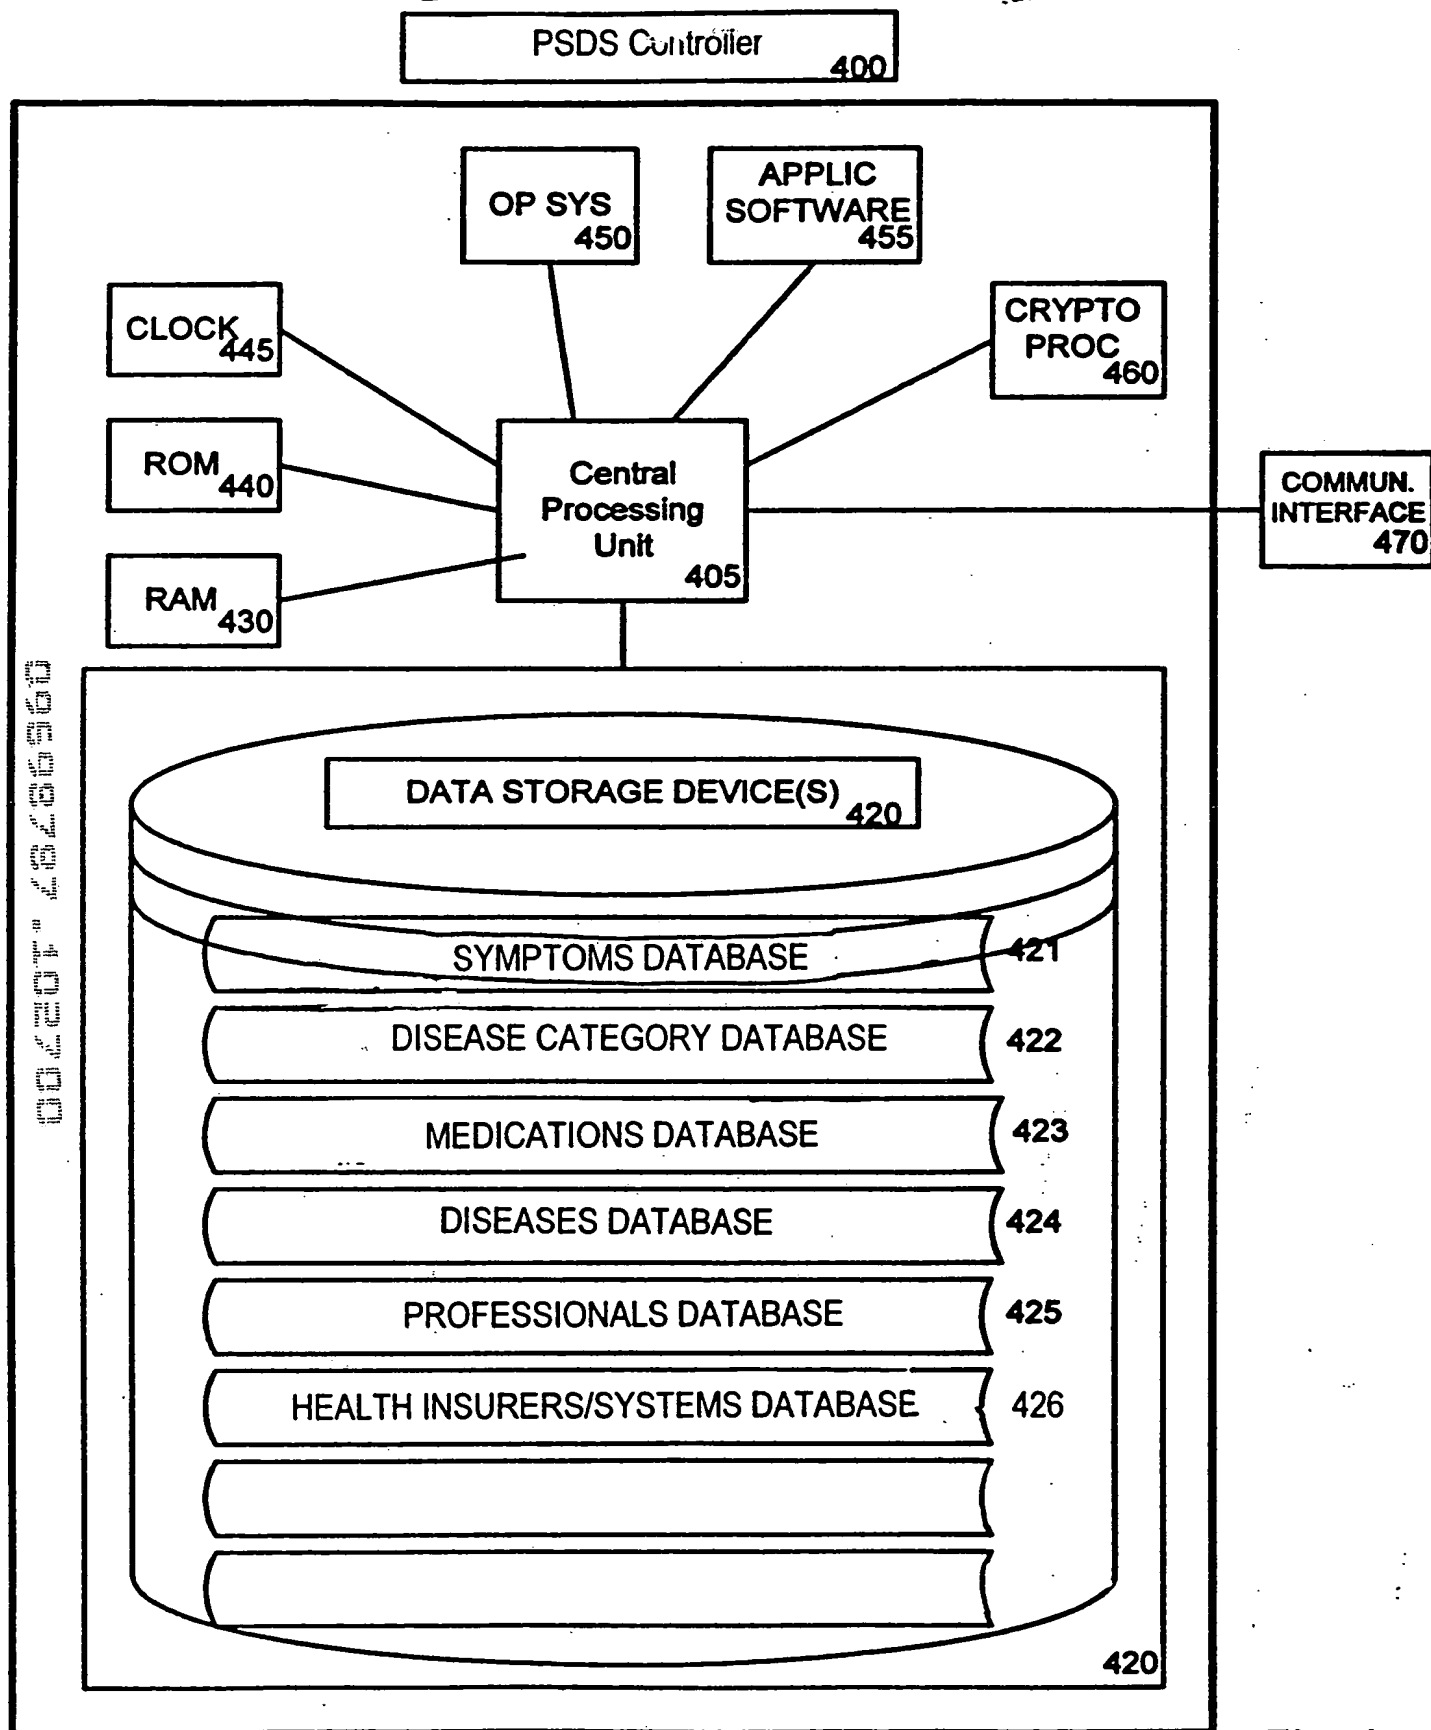 PSDS Controller
400
OP SYS
450
APPLIC
SOFTWARE
455
CLOCK
445
CRYPTO
PROC
460
ROM
440
Central
Processing
Unit
405
COMMUN.
INTERFACE
470
RAM
430
DATA STORAGE DEVICE(S)
420
SYMPTOMS DATABASE
421
DISEASE CATEGORY DATABASE
422
MEDICATIONS DATABASE
423
DISEASES DATABASE
424
PROFESSIONALS DATABASE
425
HEALTH INSURERS/SYSTEMS DATABASE
426
420